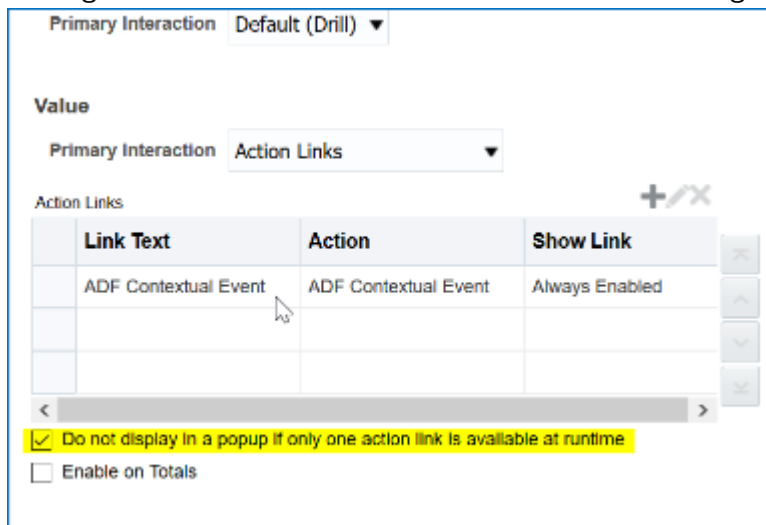 Primary Interaction Default (Drill)
Value
Primary Interaction Action Links
Action Links
Link Text Action Show Link
ADF Contextual Event ADF Contextual Event Always Enabled
Do not display in a popup if only one action link is available at runtime
Enable on Totals